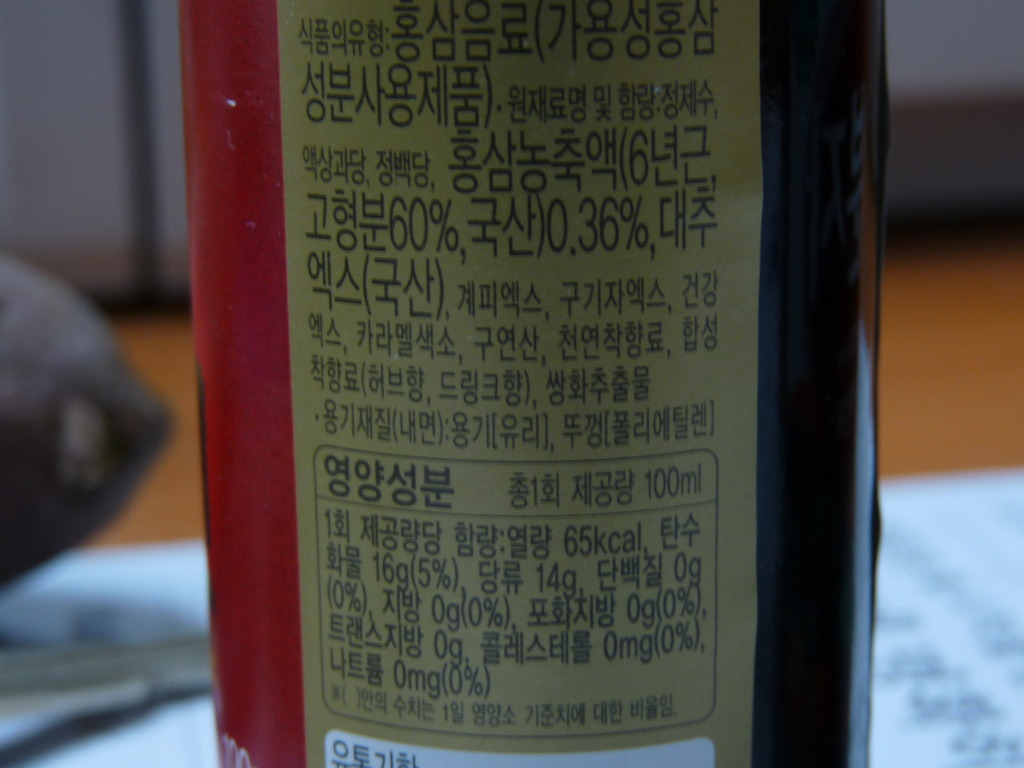 식품의유형:홍삼음료(가용성홍삼
성분사용제품)·원재료명 및 함량:정제수,
액상과당, 정백당, 홍삼농축액(6년근,
고형분60%,국산)0.36%,대추
엑스(국산), 계피엑스, 구기자엑스, 건강
엑스, 카라멜색소, 구연산, 천연착향료, 합성
착향료(허브향, 드링크향), 쌍화추출물
·용기재질(내면):용기[유리], 뚜껑[폴리에틸렌]
영양성분 총1회 제공량 100ml
1회 제공량당 함량:열량 65kcal, 탄수
화물 16g(5%), 당류 14g, 단백질 0g
(0%), 지방 0g(0%), 포화지방 0g(0%),
트랜스지방 0g, 콜레스테롤 0mg(0%),
나트륨 0mg(0%)
※( )안의 수치는 1일 영양소 기준치에 대한 비율임.
유통기한